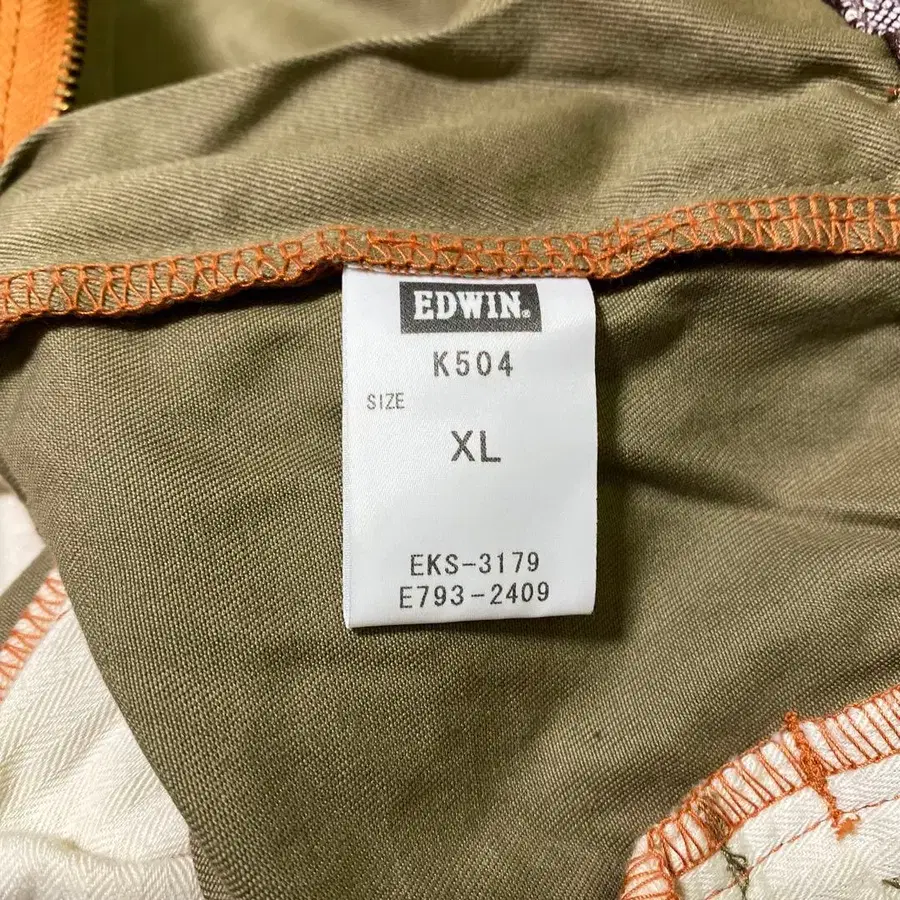 EDWIN®
K504
SIZE
XL
EKS-3179
E793-2409